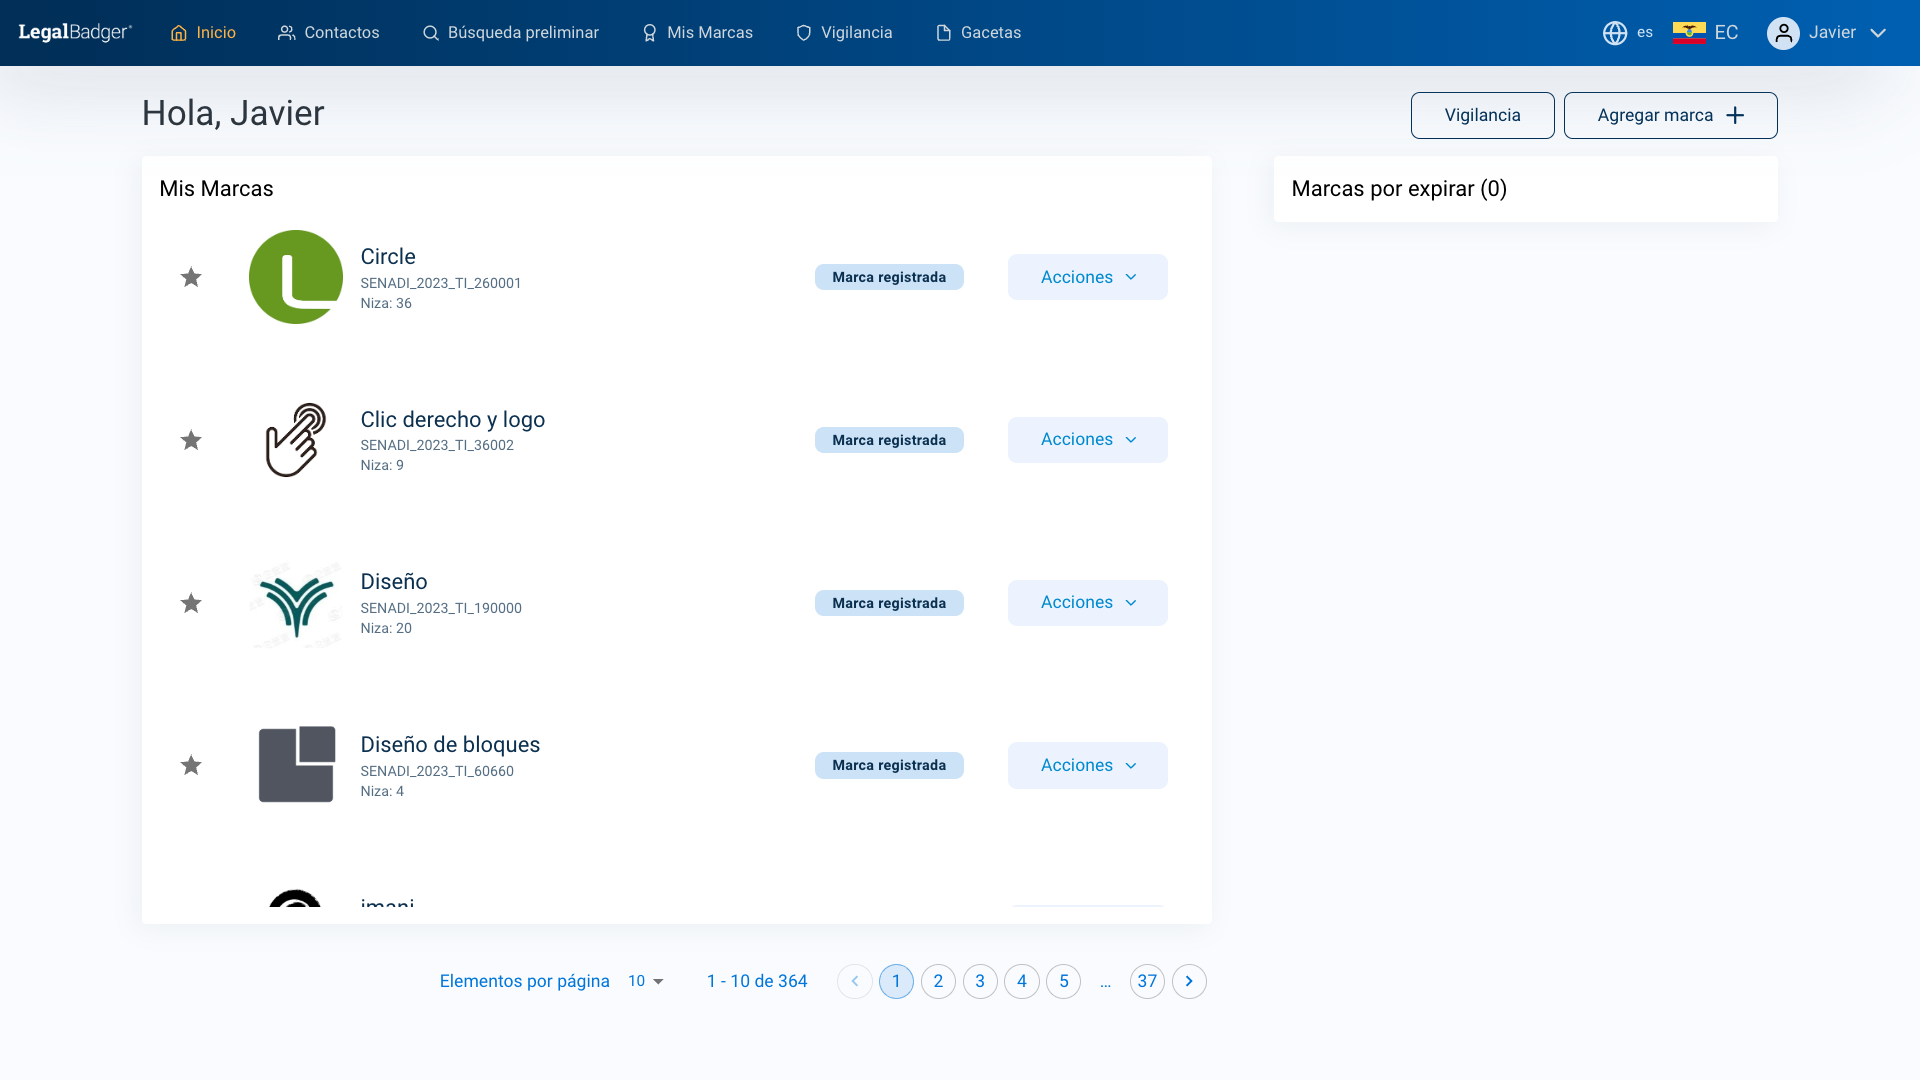 LegalBadger
Inicio
Contactos
Búsqueda preliminar
Mis Marcas
Vigilancia
Gacetas
es
EC
Javier
Hola, Javier
Vigilancia
Agregar marca
Mis Marcas
Marcas por expirar (0)
Circle
SENADI_2023_TI_260001
Niza: 36
Marca registrada
Acciones
Clic derecho y logo
SENADI_2023_TI_36002
Niza: 9
Marca registrada
Acciones
Diseño
SENADI_2023_TI_190000
Niza: 20
Marca registrada
Acciones
Diseño de bloques
SENADI_2023_TI_60660
Niza: 4
Marca registrada
Acciones
imani
Elementos por página 10 1 - 10 de 364 1 2 3 4 5 ... 37